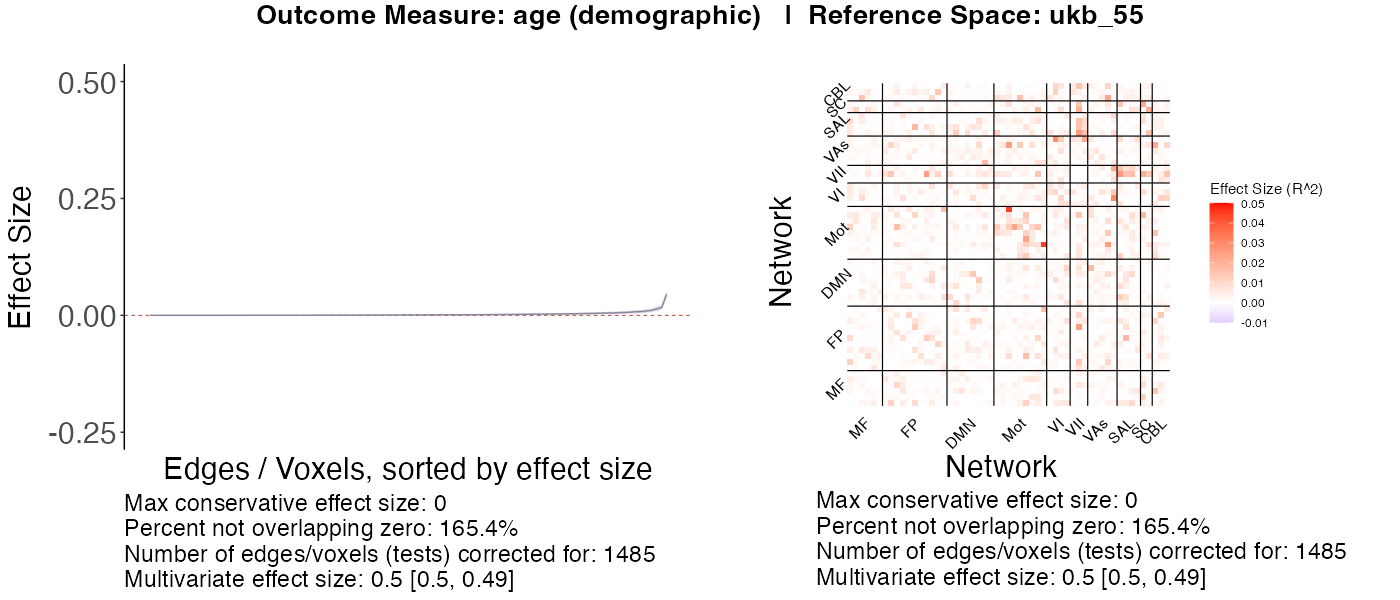 Outcome Measure: age (demographic) | Reference Space: ukb_55
0.50
0.25
0.00
-0.25
Effect Size
Edges / Voxels, sorted by effect size
Max conservative effect size: 0
Percent not overlapping zero: 165.4%
Number of edges/voxels (tests) corrected for: 1485
Multivariate effect size: 0.5 [0.5, 0.49]
Network
CBL
SC
SAL
VAs
VII
VI
Mot
DMN
FP
MF
MF FP DMN Mot VI VII VAs SAL SC CBL
Network
Effect Size (R^2)
0.05
0.04
0.03
0.02
0.01
0.00
-0.01
Max conservative effect size: 0
Percent not overlapping zero: 165.4%
Number of edges/voxels (tests) corrected for: 1485
Multivariate effect size: 0.5 [0.5, 0.49]